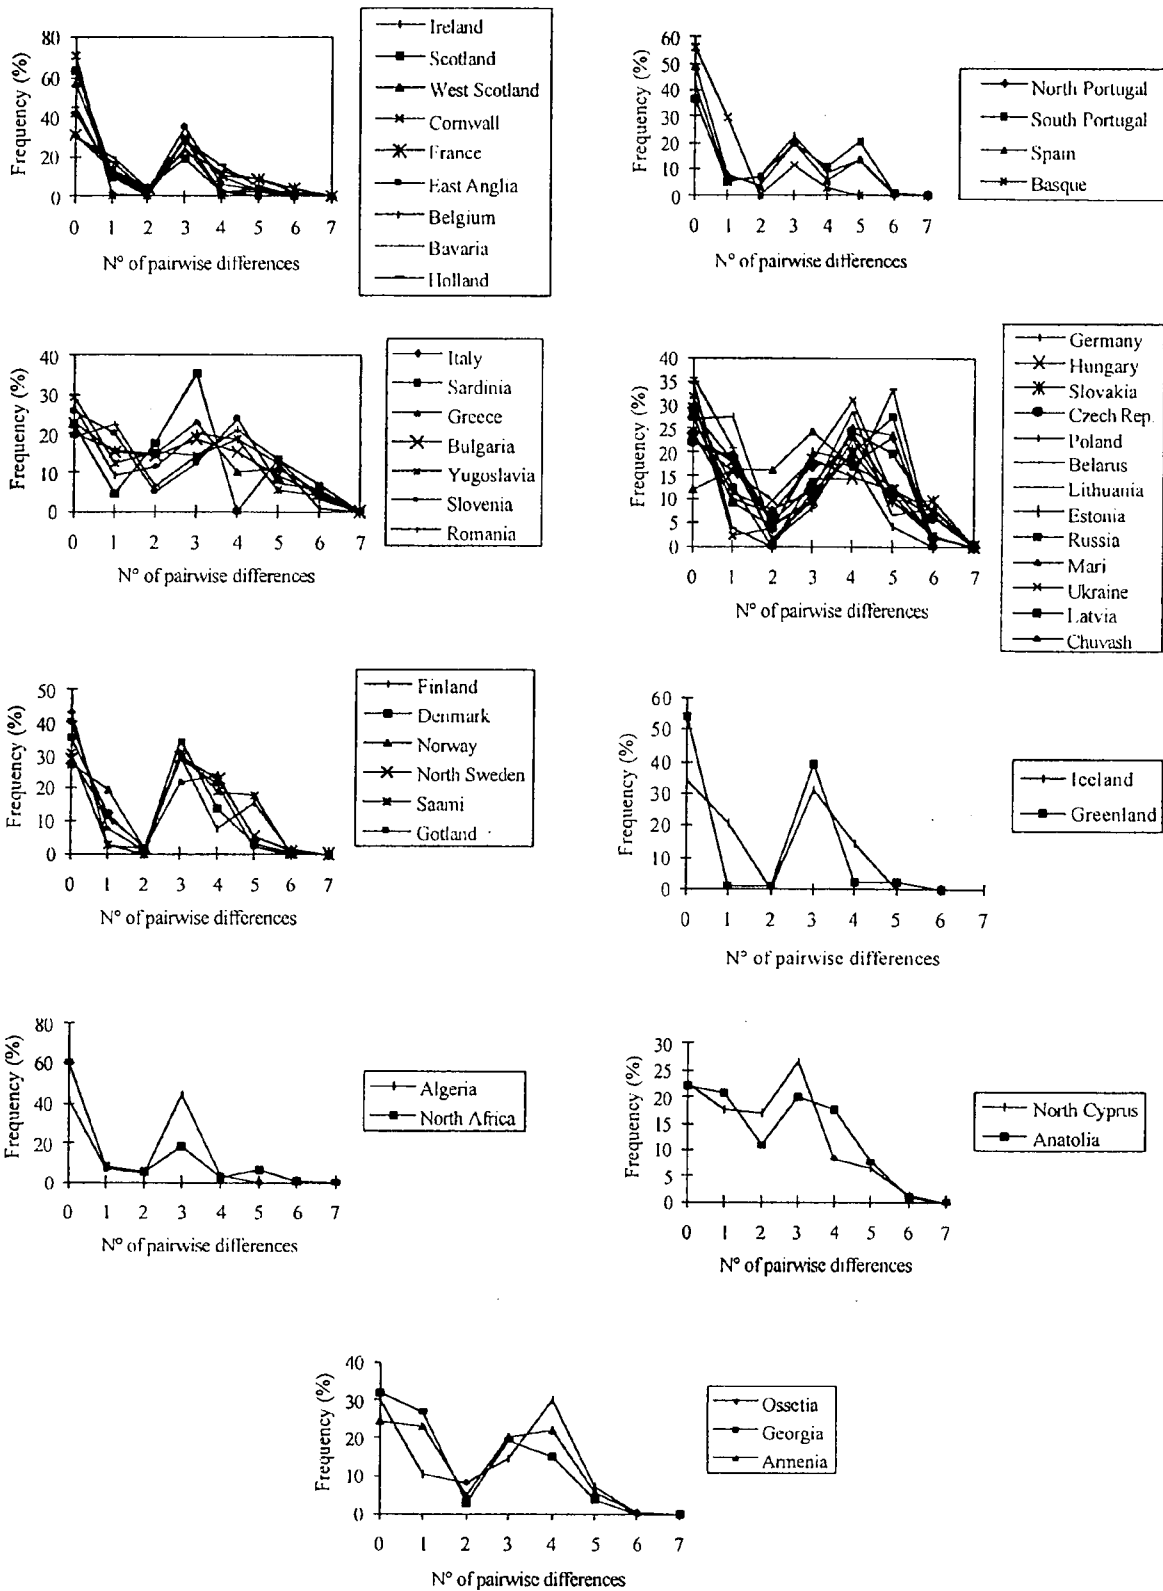 Frequency (%)
80
60
40
20
0
0 1 2 3 4 5 6 7
N° of pairwise differences
Ireland
Scotland
West Scotland
Cornwall
France
East Anglia
Belgium
Bavaria
Holland
Frequency (%)
60
50
40
30
20
10
0
0 1 2 3 4 5 6 7
N° of pairwise differences
North Portugal
South Portugal
Spain
Basque
Frequency (%)
40
30
20
10
0
0 1 2 3 4 5 6 7
N° of pairwise differences
Italy
Sardinia
Greece
Bulgaria
Yugoslavia
Slovenia
Romania
Frequency (%)
40
35
30
25
20
15
10
5
0
0 1 2 3 4 5 6 7
N° of pairwise differences
Germany
Hungary
Slovakia
Czech Rep.
Poland
Belarus
Lithuania
Estonia
Russia
Mari
Ukraine
Latvia
Chuvash
Frequency (%)
50
40
30
20
10
0
0 1 2 3 4 5 6 7
N° of pairwise differences
Finland
Denmark
Norway
North Sweden
Saami
Gotland
Frequency (%)
60
50
40
30
20
10
0
0 1 2 3 4 5 6 7
N° of pairwise differences
Iceland
Greenland
Frequency (%)
80
60
40
20
0
0 1 2 3 4 5 6 7
N° of pairwise differences
Algeria
North Africa
Frequency (%)
30
25
20
15
10
5
0
0 1 2 3 4 5 6 7
N° of pairwise differences
North Cyprus
Anatolia
Frequency (%)
40
30
20
10
0
0 1 2 3 4 5 6 7
N° of pairwise differences
Ossetia
Georgia
Armenia